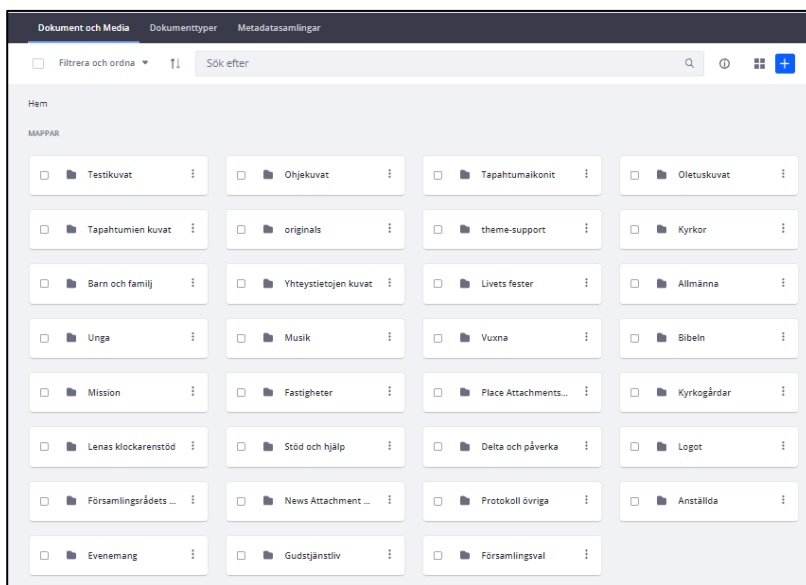 Dokument och Media Dokumenttyper Metadatasamlingar
Filtrera och ordna Sök efter
Hem
MAPPAR
Testikuvat Ohjekuvat Tapahtumaikonit Oletuskuvat
Tapahtumien kuvat originals theme-support Kyrkor
Barn och familj Yhteystietojen kuvat Livets fester Allmänna
Unga Musik Vuxna Bibeln
Mission Fastigheter Place Attachments... Kyrkogårdar
Lenas klockarenstöd Stöd och hjälp Delta och påverka Logot
Församlingsrådets ... News Attachment ... Protokoll övriga Anställda
Evenemang Gudstjänstliv Församlingsval